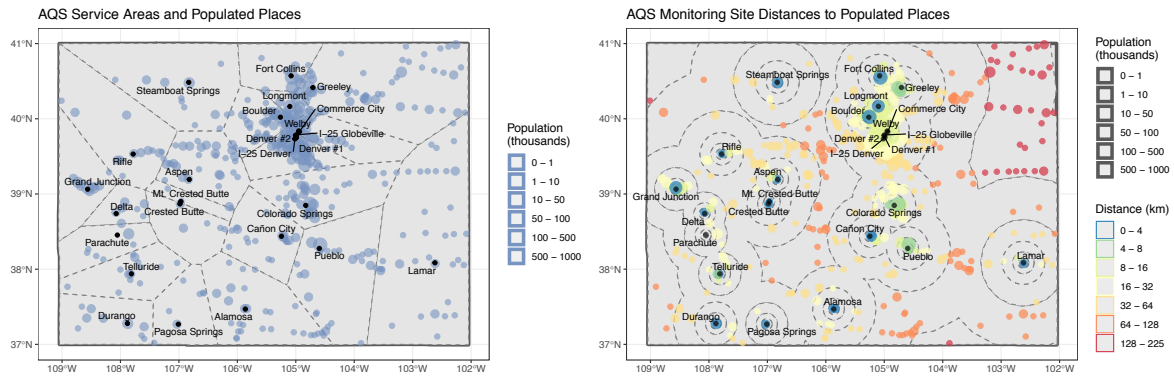 AQS Service Areas and Populated Places
41°N
40°N
39°N
38°N
37°N
109°W
108°W
107°W
106°W
105°W
104°W
103°W
102°W
Fort Collins
Steamboat Springs
Greeley
Longmont
Commerce City
Boulder
Welby
I−25 Globeville
Denver #2
Denver #1
I−25 Denver
Rifle
Aspen
Grand Junction
Mt. Crested Butte
Delta
Crested Butte
Colorado Springs
Parachute
Cañon City
Pueblo
Telluride
Lamar
Durango
Alamosa
Pagosa Springs
Population
(thousands)
0 − 1
1 − 10
10 − 50
50 − 100
100 − 500
500 − 1000
AQS Monitoring Site Distances to Populated Places
41°N
40°N
39°N
38°N
37°N
109°W
108°W
107°W
106°W
105°W
104°W
103°W
102°W
Fort Collins
Steamboat Springs
Greeley
Longmont
Commerce City
Boulder
Welby
I−25 Globeville
Denver #2
Denver #1
I−25 Denver
Rifle
Aspen
Grand Junction
Mt. Crested Butte
Delta
Crested Butte
Colorado Springs
Parachute
Cañon City
Pueblo
Telluride
Lamar
Durango
Alamosa
Pagosa Springs
Population
(thousands)
0 − 1
1 − 10
10 − 50
50 − 100
100 − 500
500 − 1000
Distance (km)
0 − 4
4 − 8
8 − 16
16 − 32
32 − 64
64 − 128
128 − 225